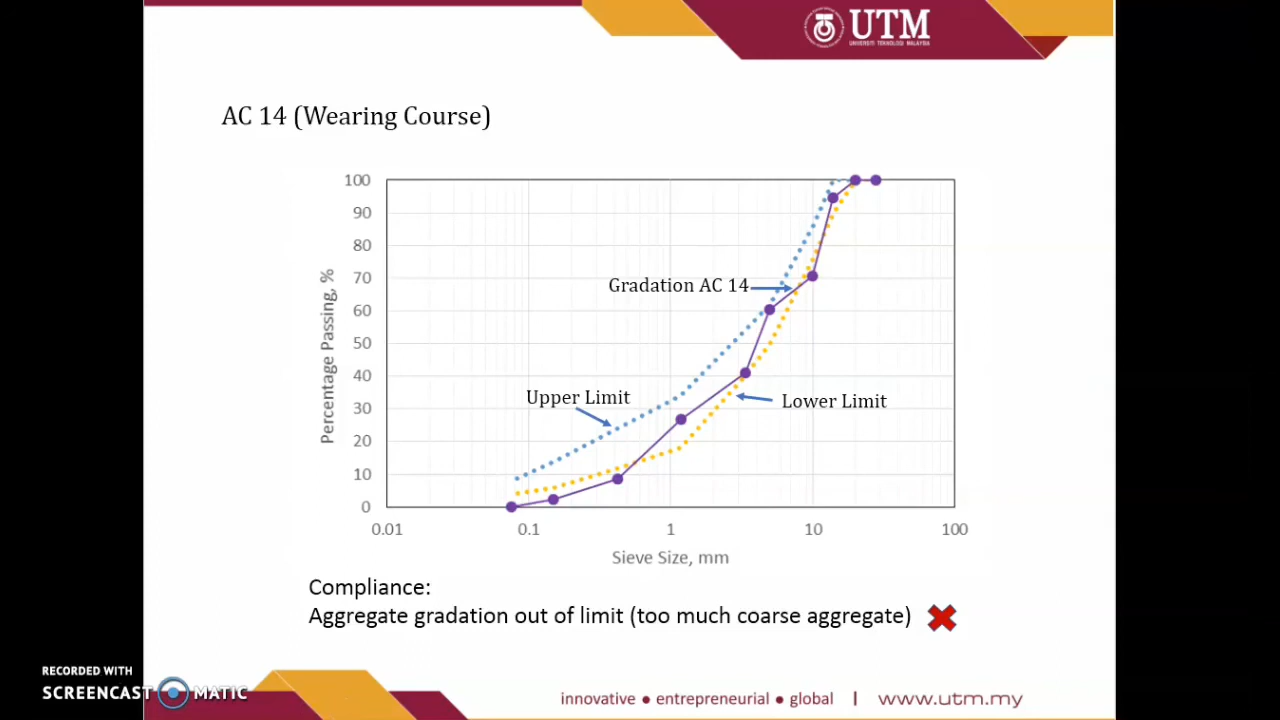 UTM
UNIVERSITI TEKNOLOGI MALAYSIA
AC 14 (Wearing Course)
100
90
80
70
60
50
40
30
20
10
0
Percentage Passing, %
Gradation AC 14
Upper Limit
Lower Limit
0.01 0.1 1 10 100
Sieve Size, mm
Compliance:
Aggregate gradation out of limit (too much coarse aggregate)
RECORDED WITH
SCREENCAST MATIC
innovative ● entrepreneurial ● global | www.utm.my